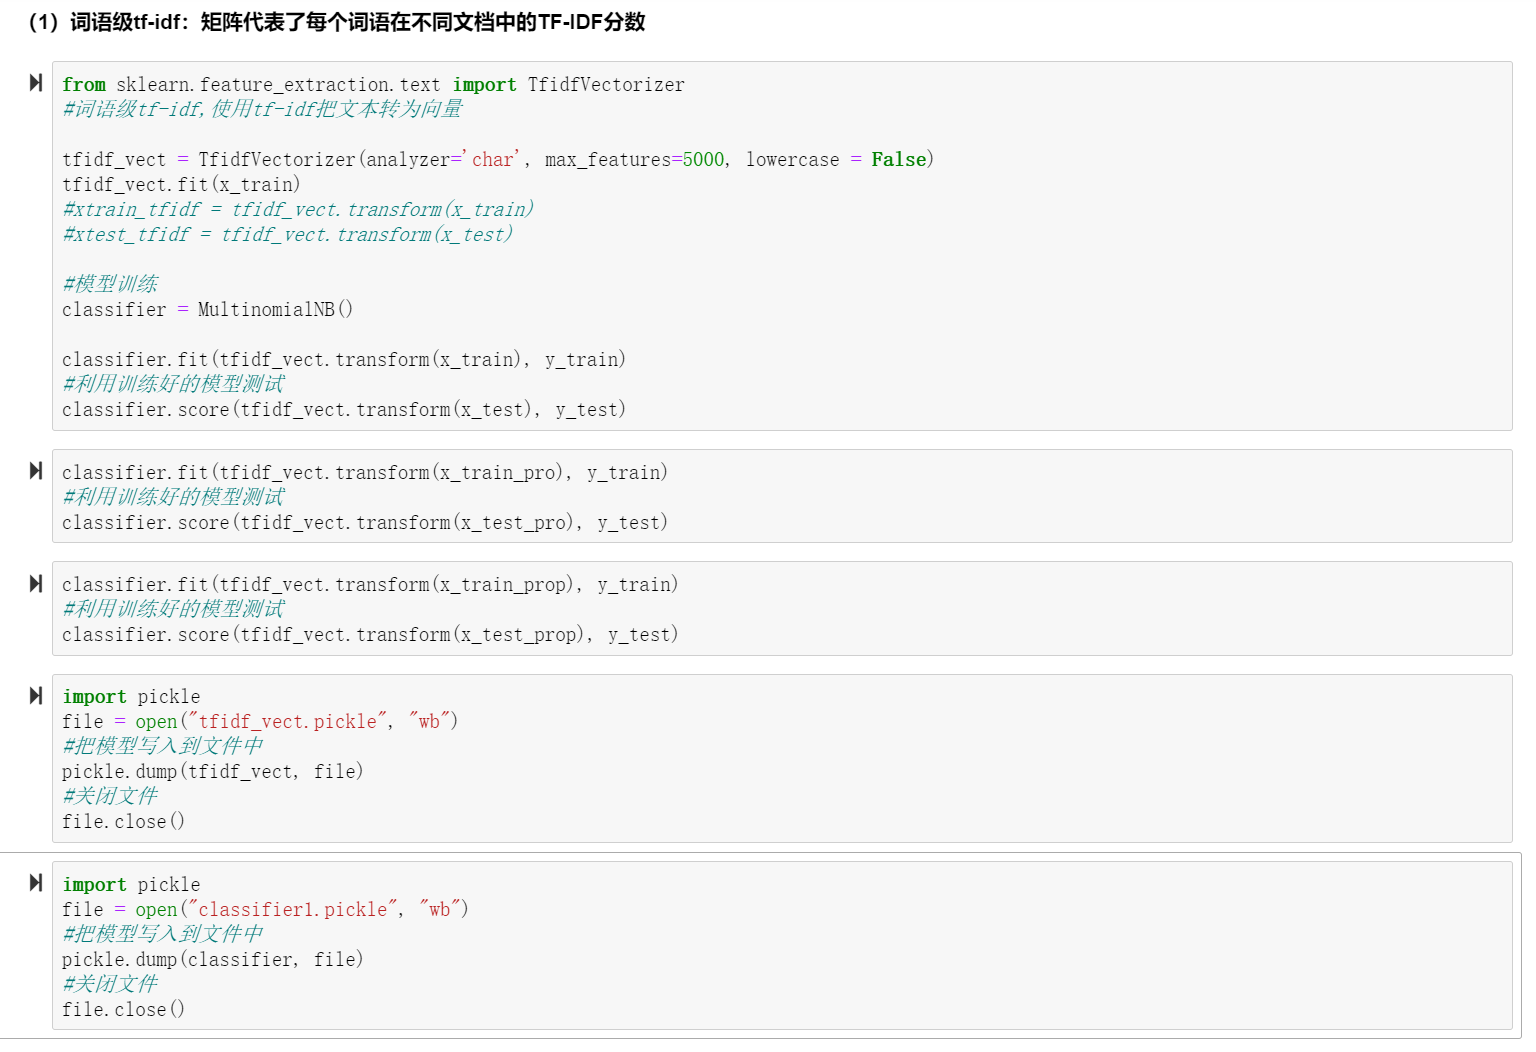 （1）词语级tf-idf：矩阵代表了每个词语在不同文档中的TF-IDF分数
from sklearn.feature_extraction.text import TfidfVectorizer
#词语级tf-idf,使用tf-idf把文本转为向量
tfidf_vect = TfidfVectorizer(analyzer='char', max_features=5000, lowercase = False)
tfidf_vect.fit(x_train)
#xtrain_tfidf = tfidf_vect.transform(x_train)
#xtest_tfidf = tfidf_vect.transform(x_test)
#模型训练
classifier = MultinomialNB()
classifier.fit(tfidf_vect.transform(x_train), y_train)
#利用训练好的模型测试
classifier.score(tfidf_vect.transform(x_test), y_test)
classifier.fit(tfidf_vect.transform(x_train_pro), y_train)
#利用训练好的模型测试
classifier.score(tfidf_vect.transform(x_test_pro), y_test)
classifier.fit(tfidf_vect.transform(x_train_prop), y_train)
#利用训练好的模型测试
classifier.score(tfidf_vect.transform(x_test_prop), y_test)
import pickle
file = open("tfidf_vect.pickle", "wb")
#把模型写入到文件中
pickle.dump(tfidf_vect, file)
#关闭文件
file.close()
import pickle
file = open("classifier1.pickle", "wb")
#把模型写入到文件中
pickle.dump(classifier, file)
#关闭文件
file.close()